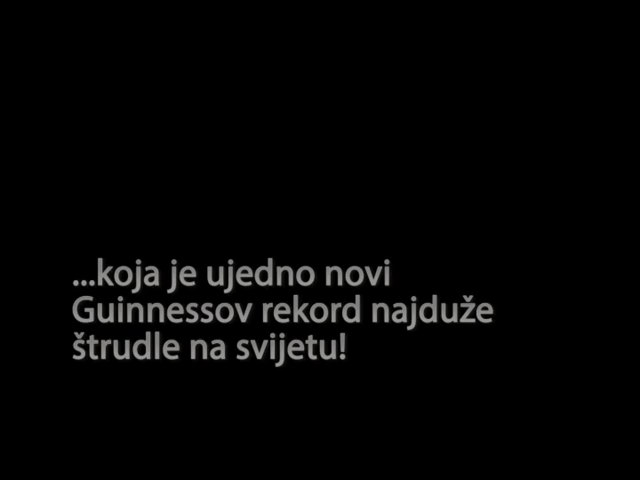 ...koja je ujedno novi
Guinnessov rekord najduže
štrudle na svijetu!